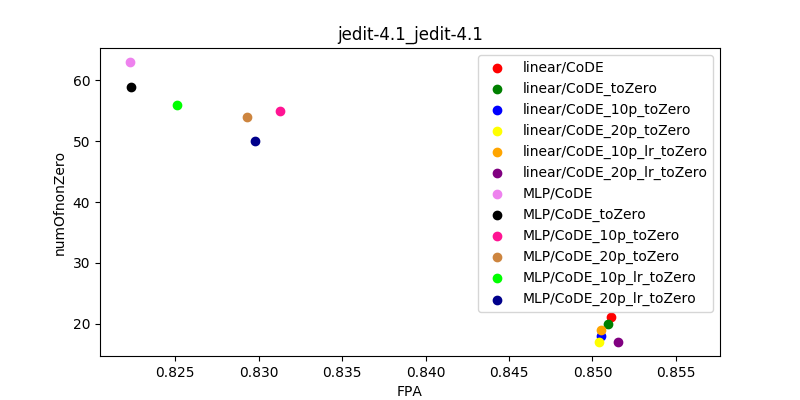 jedit-4.1_jedit-4.1
numOfnonZero
60
50
40
30
20
linear/CoDE
linear/CoDE_toZero
linear/CoDE_10p_toZero
linear/CoDE_20p_toZero
linear/CoDE_10p_lr_toZero
linear/CoDE_20p_lr_toZero
MLP/CoDE
MLP/CoDE_toZero
MLP/CoDE_10p_toZero
MLP/CoDE_20p_toZero
MLP/CoDE_10p_lr_toZero
MLP/CoDE_20p_lr_toZero
0.825 0.830 0.835 0.840 0.845 0.850 0.855
FPA